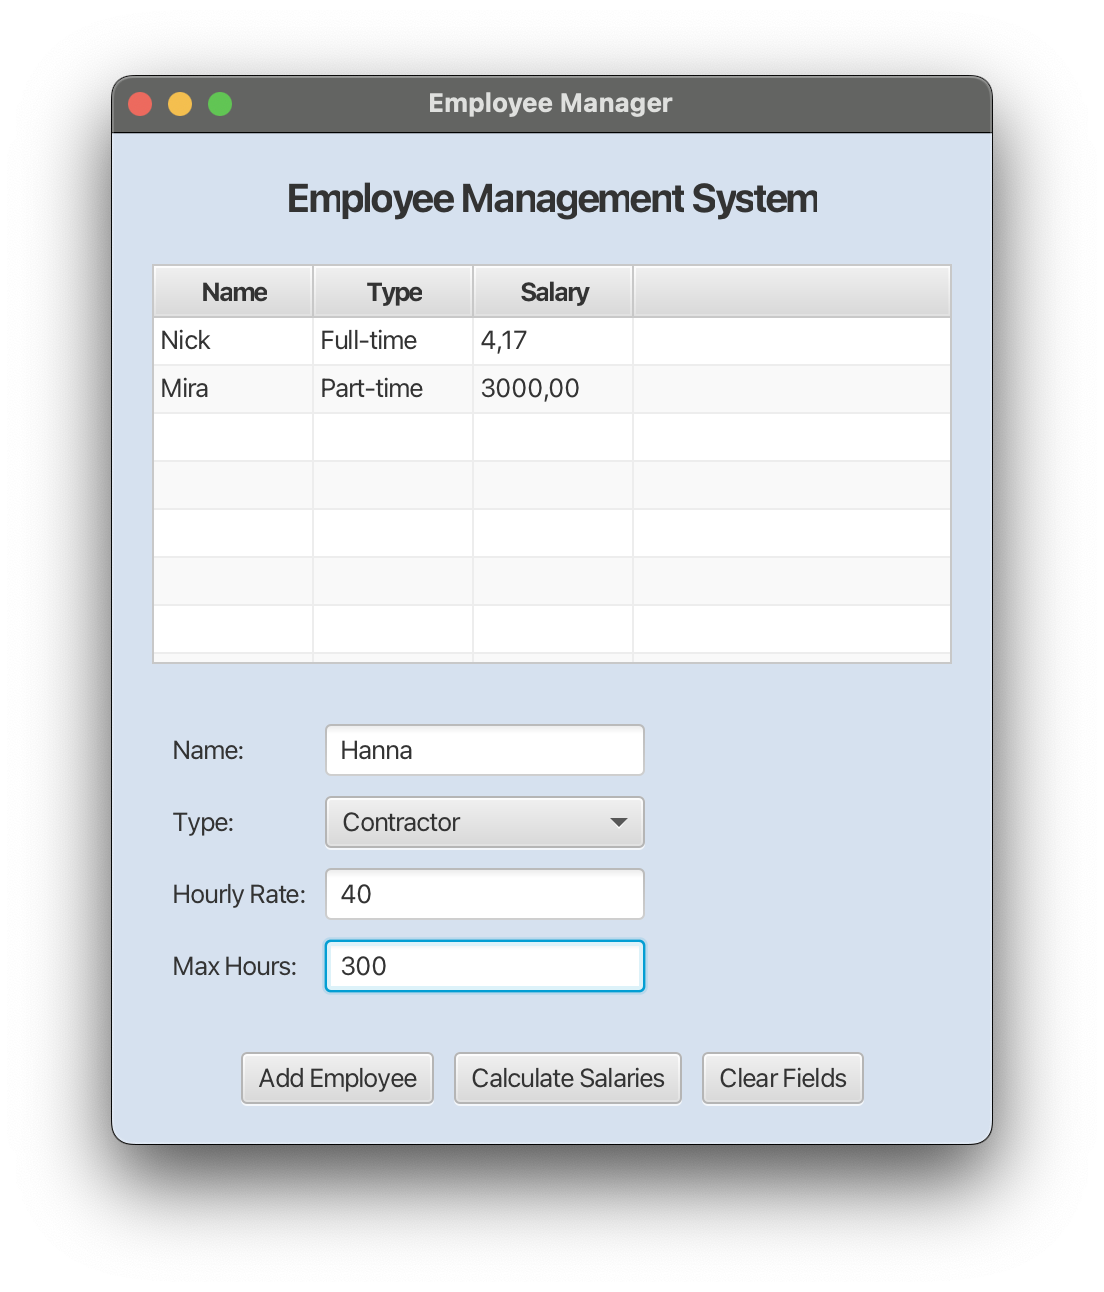 Employee Manager
Employee Management System
Name Type Salary
Nick Full-time 4,17
Mira Part-time 3000,00
Name: Hanna
Type: Contractor
Hourly Rate: 40
Max Hours: 300
Add Employee Calculate Salaries Clear Fields